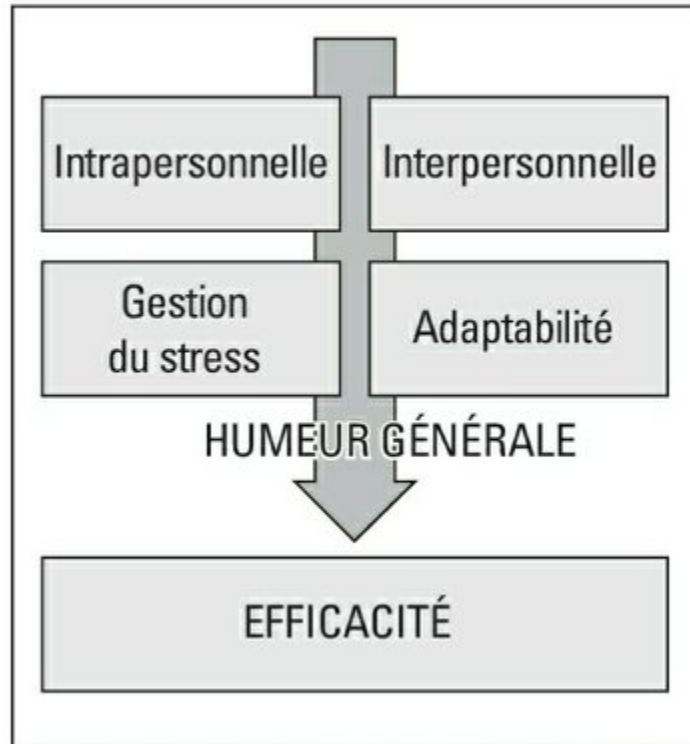 Intrapersonnelle
Interpersonnelle
Gestion
du stress
Adaptabilité
HUMEUR GÉNÉRALE
EFFICACITÉ